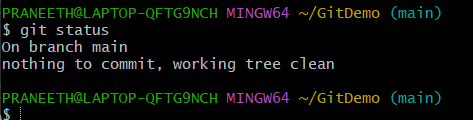 PRANEETH@LAPTOP-QFTG9NCH MINGW64 ~/GitDemo (main)
$ git status
On branch main
nothing to commit, working tree clean
PRANEETH@LAPTOP-QFTG9NCH MINGW64 ~/GitDemo (main)
$